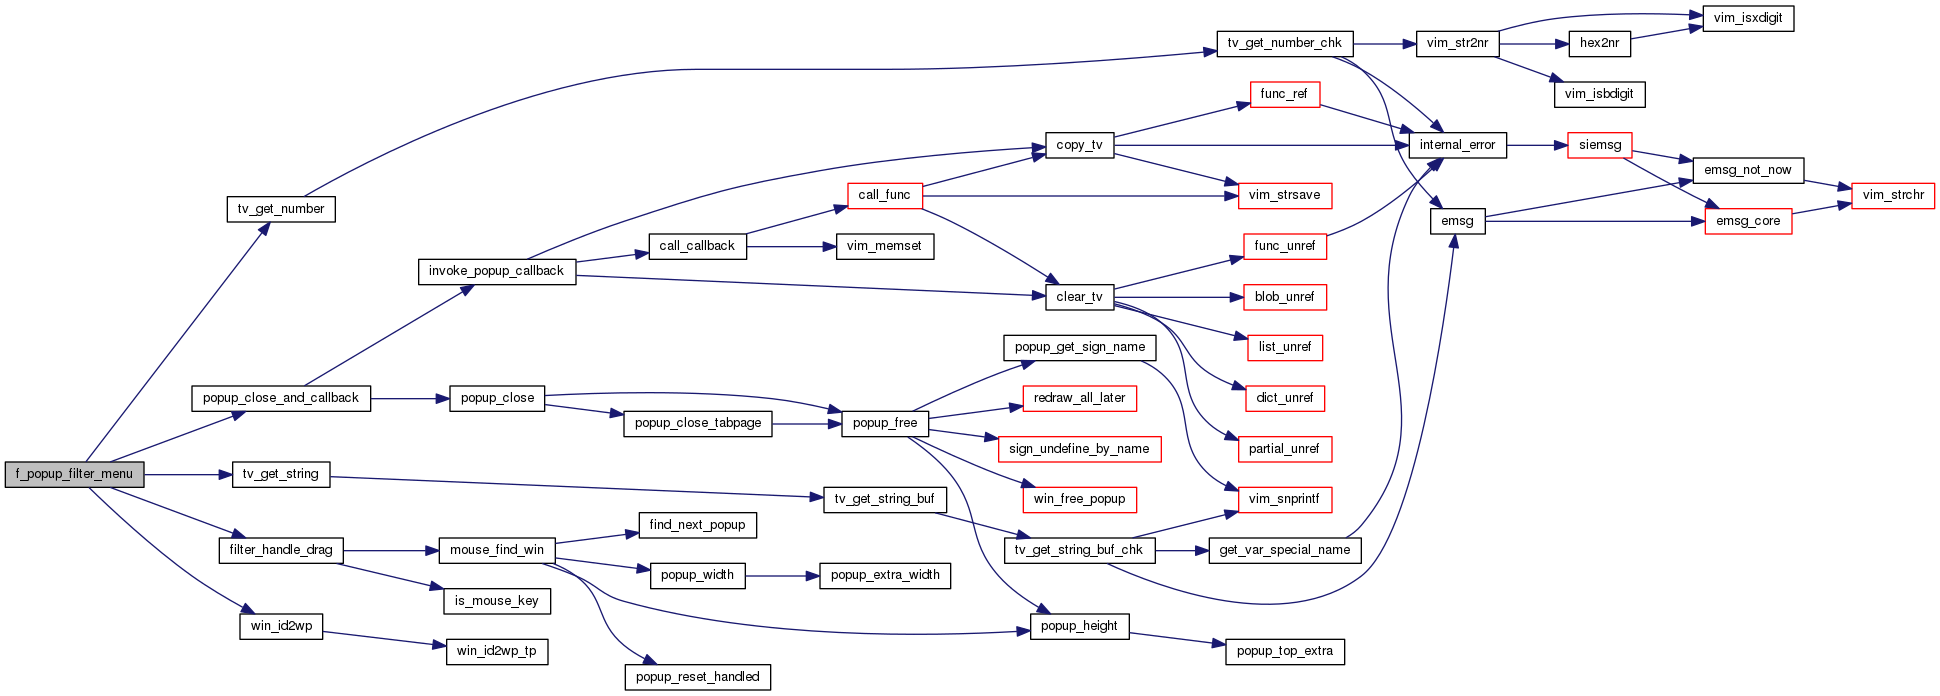 f_popup_filter_menu
tv_get_number
popup_close_and_callback
tv_get_string
filter_handle_drag
win_id2wp
invoke_popup_callback
popup_close
mouse_find_win
is_mouse_key
win_id2wp_tp
call_callback
popup_close_tabpage
find_next_popup
popup_width
popup_reset_handled
call_func
vim_memset
popup_free
tv_get_string_buf
popup_extra_width
copy_tv
clear_tv
popup_get_sign_name
redraw_all_later
sign_undefine_by_name
win_free_popup
tv_get_string_buf_chk
popup_height
tv_get_number_chk
func_ref
vim_strsave
func_unref
blob_unref
list_unref
dict_unref
partial_unref
vim_snprintf
get_var_special_name
popup_top_extra
vim_str2nr
internal_error
emsg
hex2nr
vim_isbdigit
siemsg
vim_isxdigit
emsg_not_now
emsg_core
vim_strchr